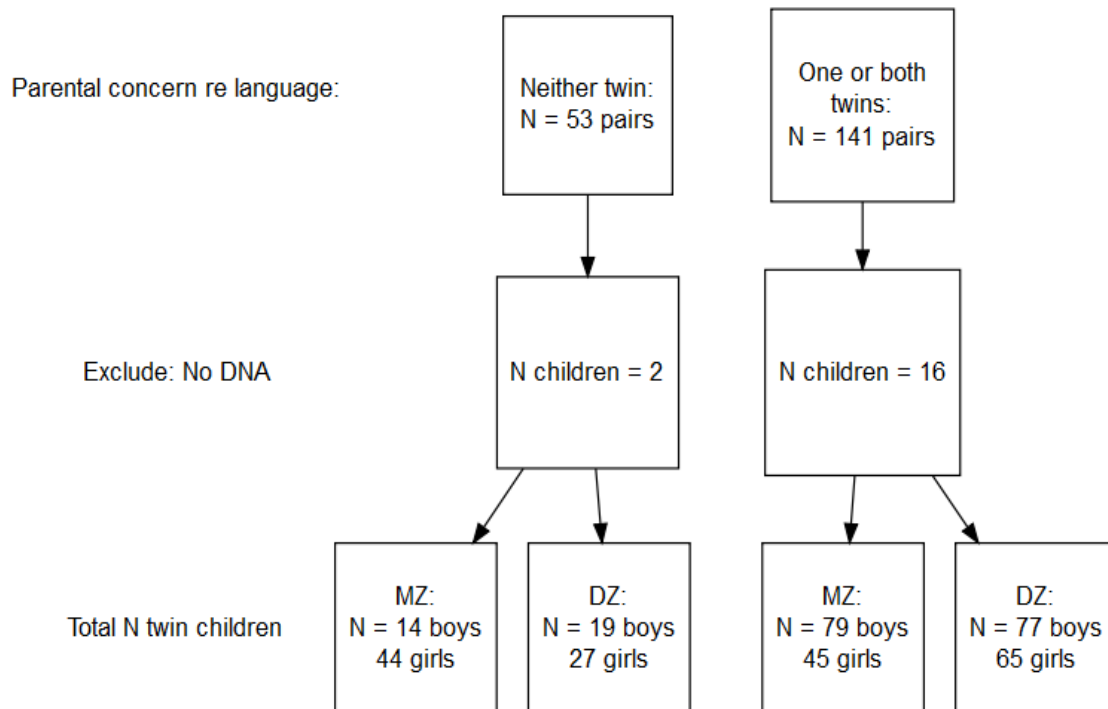 Parental concern re language:
Neither twin:
N = 53 pairs
One or both
twins:
N = 141 pairs
Exclude: No DNA
N children = 2
N children = 16
Total N twin children
MZ:
N = 14 boys
44 girls
DZ:
N = 19 boys
27 girls
MZ:
N = 79 boys
45 girls
DZ:
N = 77 boys
65 girls